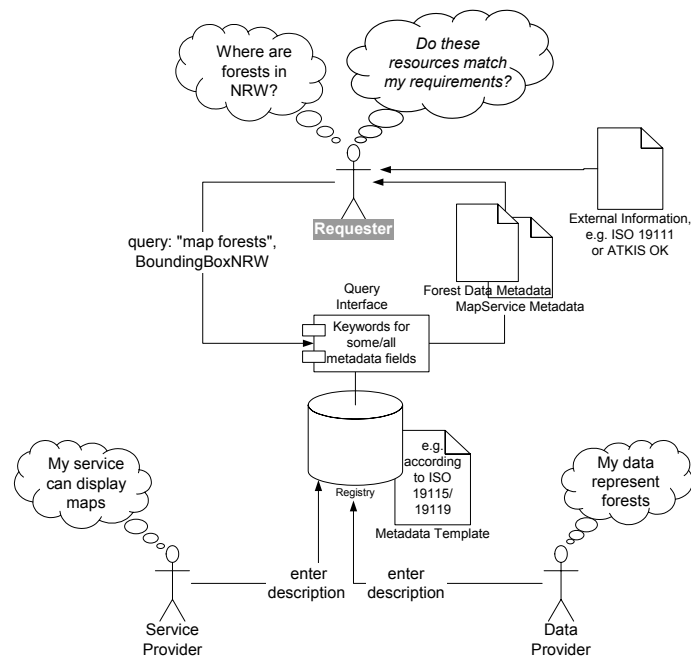 Where are
forests in
NRW?
Do these
resources match
my requirements?
Requester
External Information,
e.g. ISO 19111
or ATKIS OK
query: "map forests",
BoundingBoxNRW
Forest Data Metadata
MapService Metadata
Query
Interface
Keywords for
some/all
metadata fields
My service
can display
maps
e.g.
according
to ISO
19115/
19119
Registry
Metadata Template
My data
represent
forests
enter
description
enter
description
Service
Provider
Data
Provider